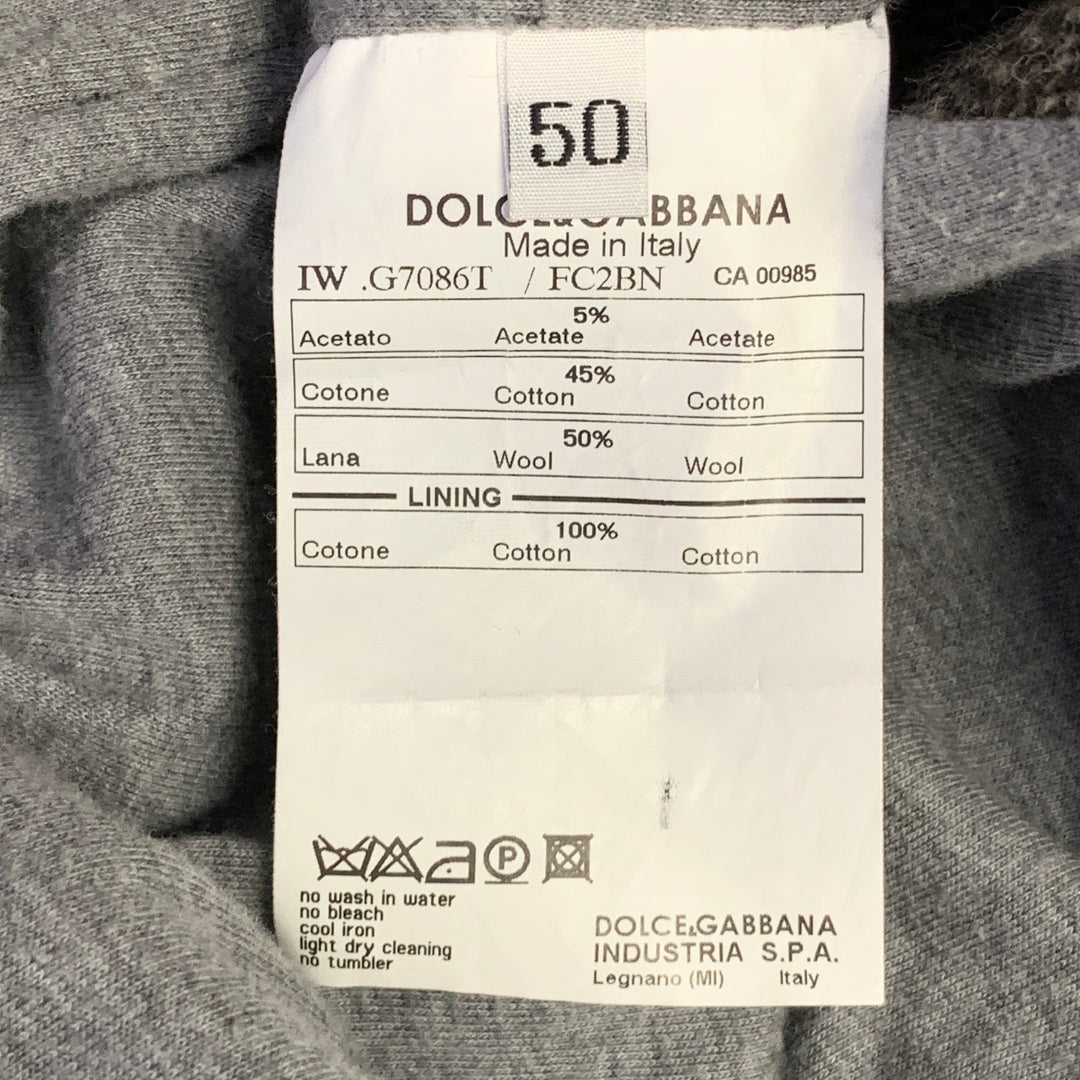 50
DOLCE&GABBANA
Made in Italy
IW .G7086T / FC2BN CA 00985
5%
Acetato Acetate Acetate
45%
Cotone Cotton Cotton
50%
Lana Wool Wool
LINING
100%
Cotone Cotton Cotton
P
no wash in water
no bleach
cool iron
light dry cleaning
no tumbler
DOLCE&GABBANA
INDUSTRIA S.P.A.
Legnano (MI) Italy